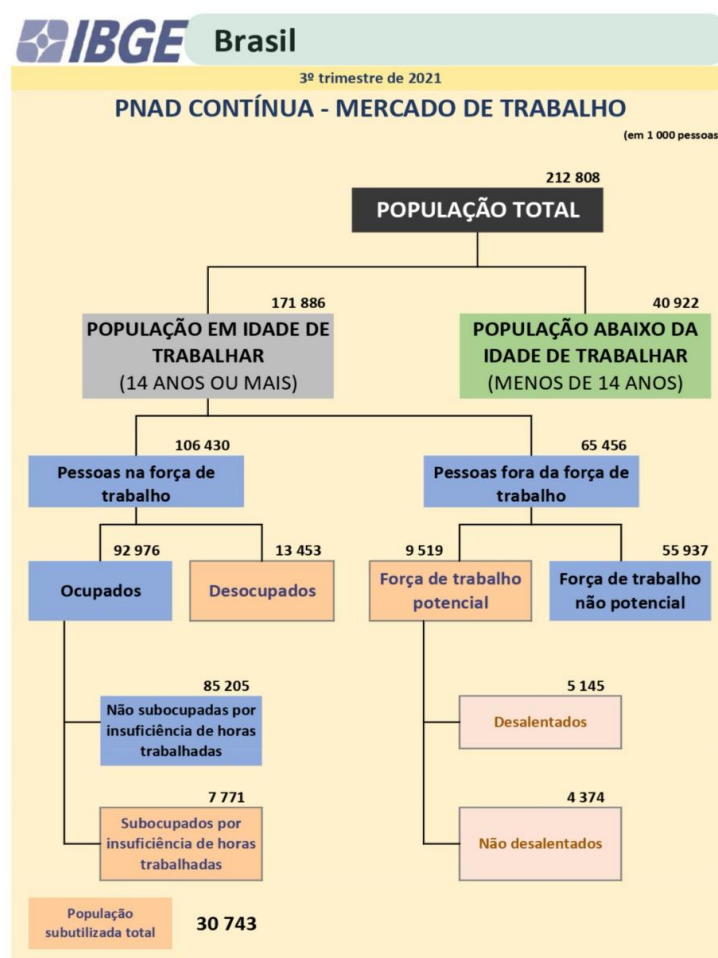 IBGE Brasil
3º trimestre de 2021
PNAD CONTÍNUA - MERCADO DE TRABALHO
(em 1 000 pessoas
212 808
POPULAÇÃO TOTAL
171 886
POPULAÇÃO EM IDADE DE
TRABALHAR
(14 ANOS OU MAIS)
40 922
POPULAÇÃO ABAIXO DA
IDADE DE TRABALHAR
(MENOS DE 14 ANOS)
106 430
Pessoas na força de
trabalho
65 456
Pessoas fora da força de
trabalho
92 976
Ocupados
13 453
Desocupados
9 519
Força de trabalho
potencial
55 937
Força de trabalho
não potencial
85 205
Não subocupadas por
insuficiência de horas
trabalhadas
5 145
Desalentados
7 771
Subocupados por
insuficiência de horas
trabalhadas
4 374
Não desalentados
População
subutilizada total
30 743